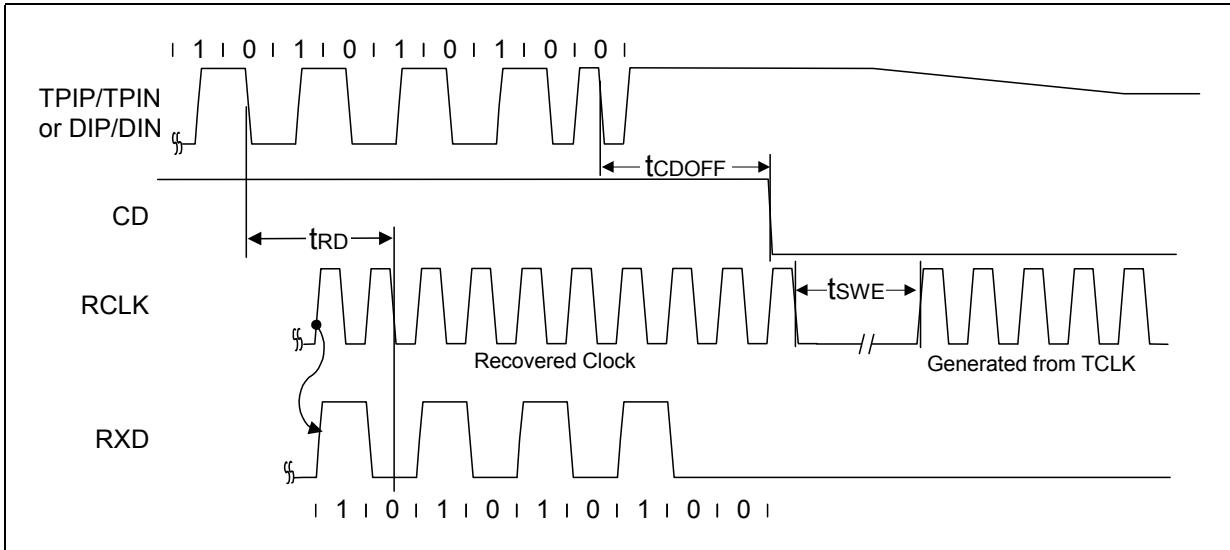 1 0 1 0 1 0 1 0 0
TPIP/TPIN
or DIP/DIN
tCDOFF
CD
tRD
RCLK
tSWE
Recovered Clock
Generated from TCLK
RXD
1 0 1 0 1 0 1 0 0